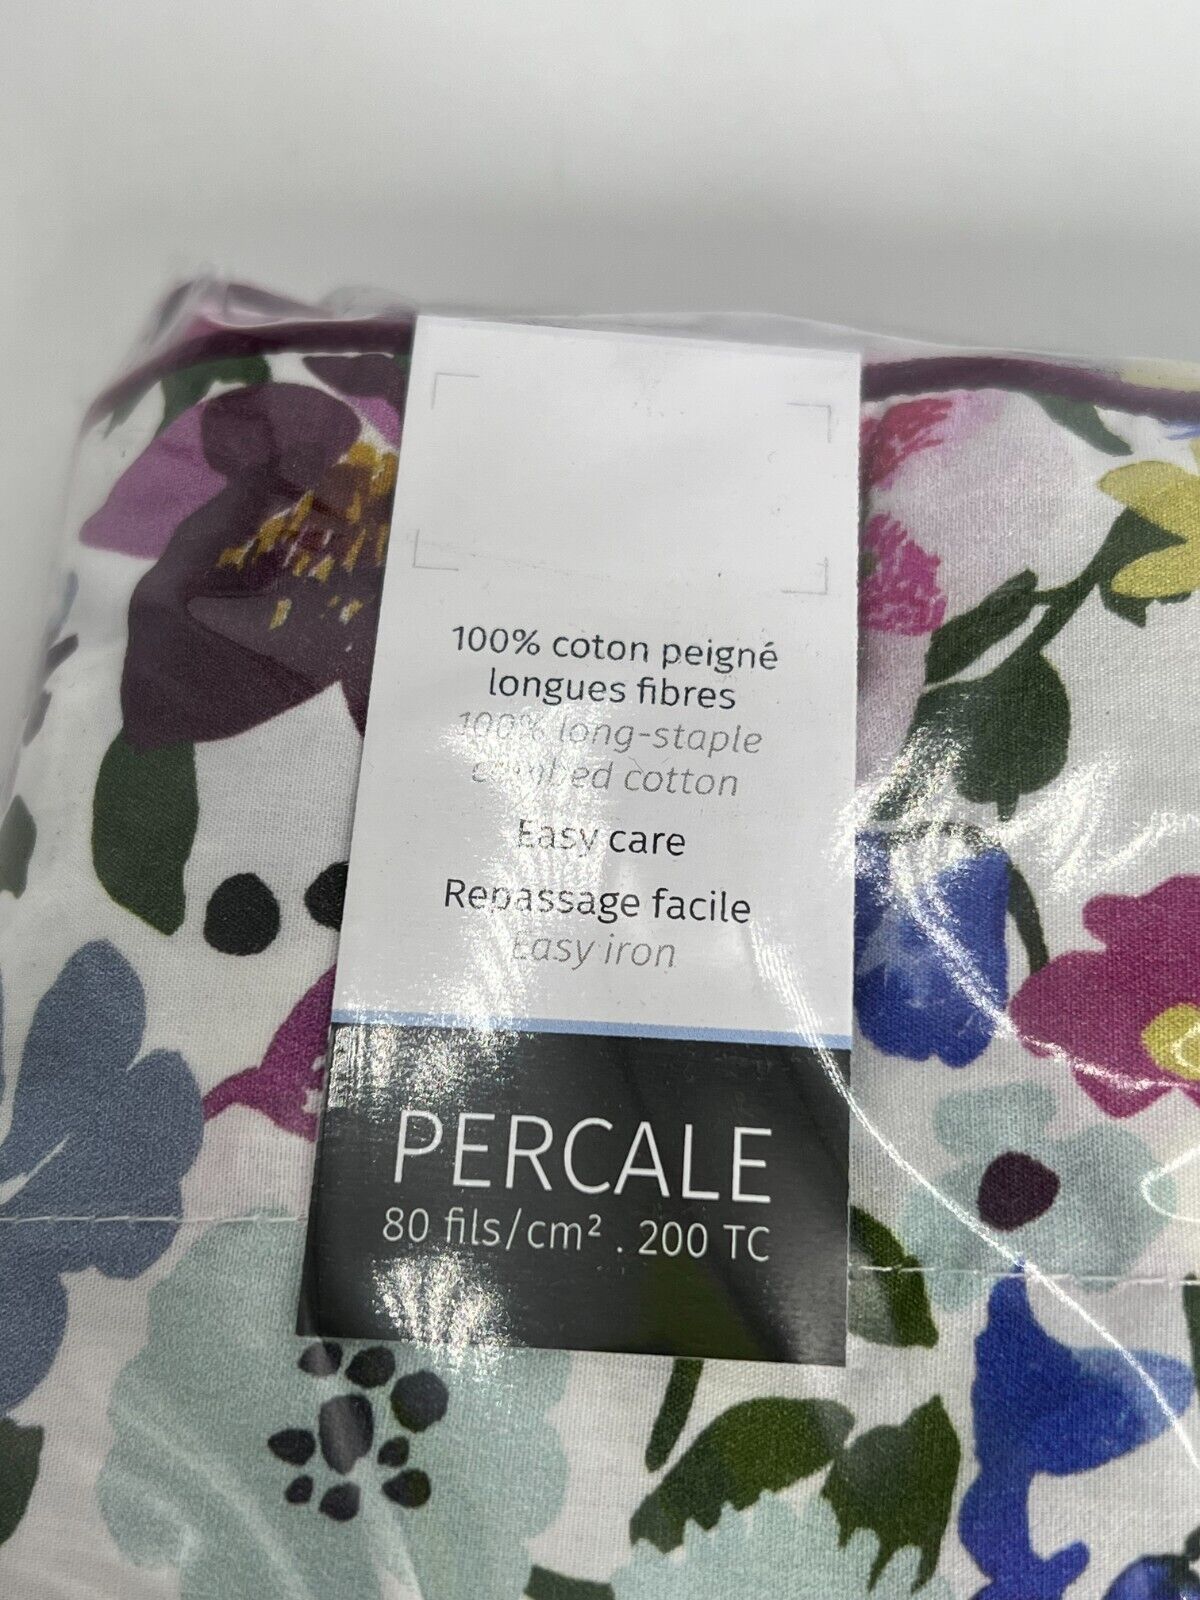 100% coton peigné
longues fibres
100% long-staple
combed cotton
Easy care
Repassage facile
Easy iron
PERCALE
80 fils/cm² . 200 TC